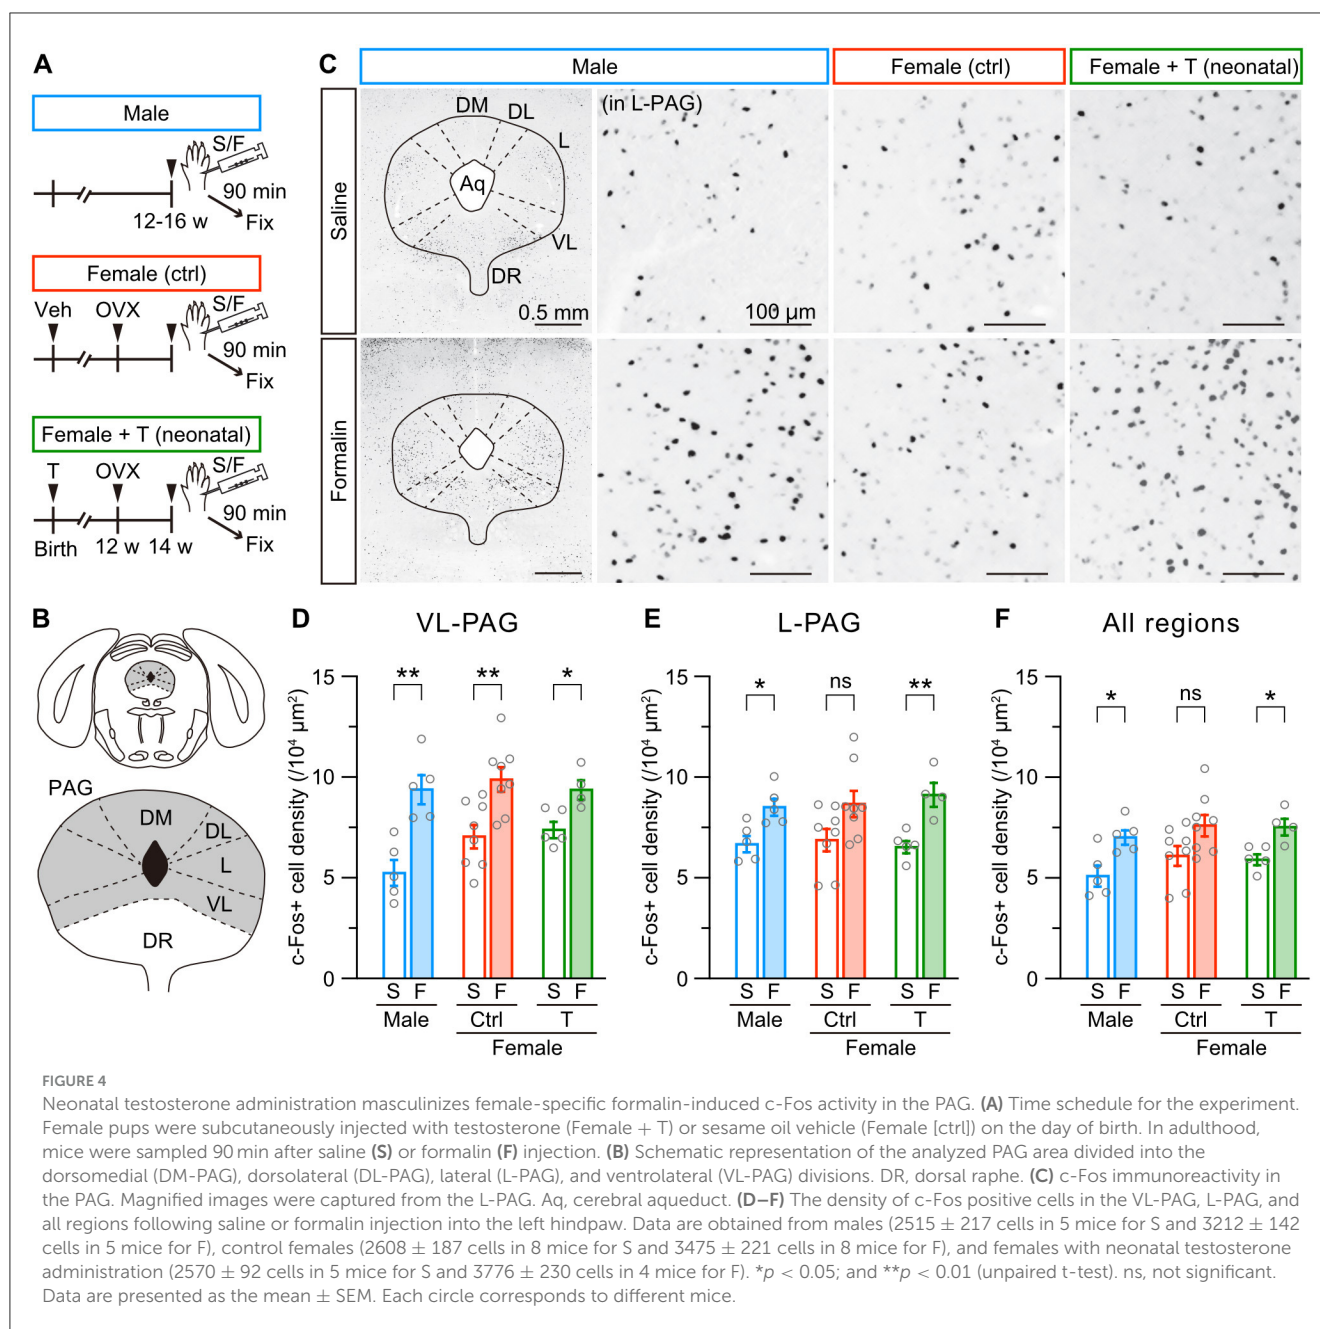 A
Male
S/F
90 min
12-16 w
Fix
Female (ctrl)
Veh
OVX
S/F
90 min
Fix
Female + T (neonatal)
T
OVX
S/F
90 min
Birth
12 w
14 w
Fix
C
Male
Female (ctrl)
Female + T (neonatal)
Saline
DM
DL
L
Aq
VL
DR
0.5 mm
(in L-PAG)
100 µm
Formalin
B
PAG
DM
DL
L
VL
DR
D
VL-PAG
c-Fos+ cell density (/10⁴ µm²)
15
10
5
0
**
**
*
S F S F S F
Male Ctrl T
Female
E
L-PAG
c-Fos+ cell density (/10⁴ µm²)
15
10
5
0
*
ns
**
S F S F S F
Male Ctrl T
Female
F
All regions
c-Fos+ cell density (/10⁴ µm²)
15
10
5
0
*
ns
*
S F S F S F
Male Ctrl T
Female
FIGURE 4
Neonatal testosterone administration masculinizes female-specific formalin-induced c-Fos activity in the PAG. (A) Time schedule for the experiment.
Female pups were subcutaneously injected with testosterone (Female + T) or sesame oil vehicle (Female [ctrl]) on the day of birth. In adulthood,
mice were sampled 90 min after saline (S) or formalin (F) injection. (B) Schematic representation of the analyzed PAG area divided into the
dorsomedial (DM-PAG), dorsolateral (DL-PAG), lateral (L-PAG), and ventrolateral (VL-PAG) divisions. DR, dorsal raphe. (C) c-Fos immunoreactivity in
the PAG. Magnified images were captured from the L-PAG. Aq, cerebral aqueduct. (D–F) The density of c-Fos positive cells in the VL-PAG, L-PAG, and
all regions following saline or formalin injection into the left hindpaw. Data are obtained from males (2515 ± 217 cells in 5 mice for S and 3212 ± 142
cells in 5 mice for F), control females (2608 ± 187 cells in 8 mice for S and 3475 ± 221 cells in 8 mice for F), and females with neonatal testosterone
administration (2570 ± 92 cells in 5 mice for S and 3776 ± 230 cells in 4 mice for F). *p < 0.05; and **p < 0.01 (unpaired t-test). ns, not significant.
Data are presented as the mean ± SEM. Each circle corresponds to different mice.